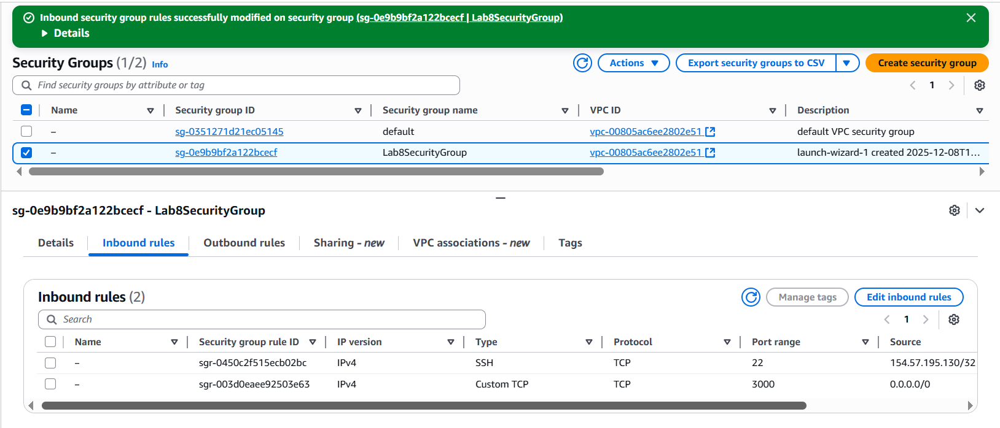 Inbound security group rules successfully modified on security group (sg-0e9b9bf2a122bcecf | Lab8SecurityGroup)
Details
Security Groups (1/2) Info
Actions
Export security groups to CSV
Create security group
Find security groups by attribute or tag
1
Name Security group ID Security group name VPC ID Description
– sg-0351271d21ec05145 default vpc-00805ac6ee2802e51 default VPC security group
– sg-0e9b9bf2a122bcecf Lab8SecurityGroup vpc-00805ac6ee2802e51 launch-wizard-1 created 2025-12-08T1...
sg-0e9b9bf2a122bcecf - Lab8SecurityGroup
Details Inbound rules Outbound rules Sharing - new VPC associations - new Tags
Inbound rules (2)
Manage tags
Edit inbound rules
Search
1
Name Security group rule ID IP version Type Protocol Port range Source
– sgr-0450c2f515ecb02bc IPv4 SSH TCP 22 154.57.195.130/32
– sgr-003d0eaee92503e63 IPv4 Custom TCP TCP 3000 0.0.0.0/0